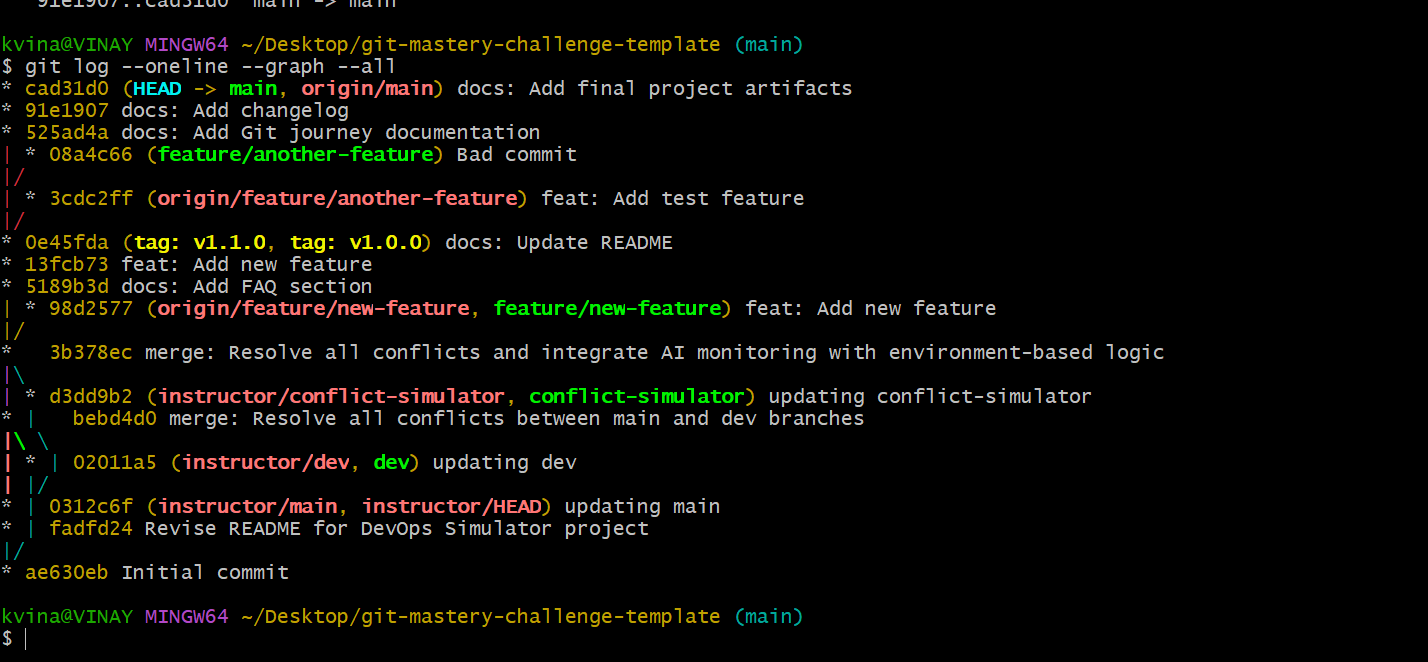 91e1907..cad31d0  main -> main
kvina@VINAY MINGW64 ~/Desktop/git-mastery-challenge-template (main)
$ git log --oneline --graph --all
* cad31d0 (HEAD -> main, origin/main) docs: Add final project artifacts
* 91e1907 docs: Add changelog
* 525ad4a docs: Add Git journey documentation
| * 08a4c66 (feature/another-feature) Bad commit
|/
| * 3cdc2ff (origin/feature/another-feature) feat: Add test feature
|/
* 0e45fda (tag: v1.1.0, tag: v1.0.0) docs: Update README
* 13fcb73 feat: Add new feature
* 5189b3d docs: Add FAQ section
| * 98d2577 (origin/feature/new-feature, feature/new-feature) feat: Add new feature
|/
*   3b378ec merge: Resolve all conflicts and integrate AI monitoring with environment-based logic
|\
| * d3dd9b2 (instructor/conflict-simulator, conflict-simulator) updating conflict-simulator
* |   bebd4d0 merge: Resolve all conflicts between main and dev branches
|\ \
| * | 02011a5 (instructor/dev, dev) updating dev
| |/
* | 0312c6f (instructor/main, instructor/HEAD) updating main
* | fadfd24 Revise README for DevOps Simulator project
|/
* ae630eb Initial commit
kvina@VINAY MINGW64 ~/Desktop/git-mastery-challenge-template (main)
$